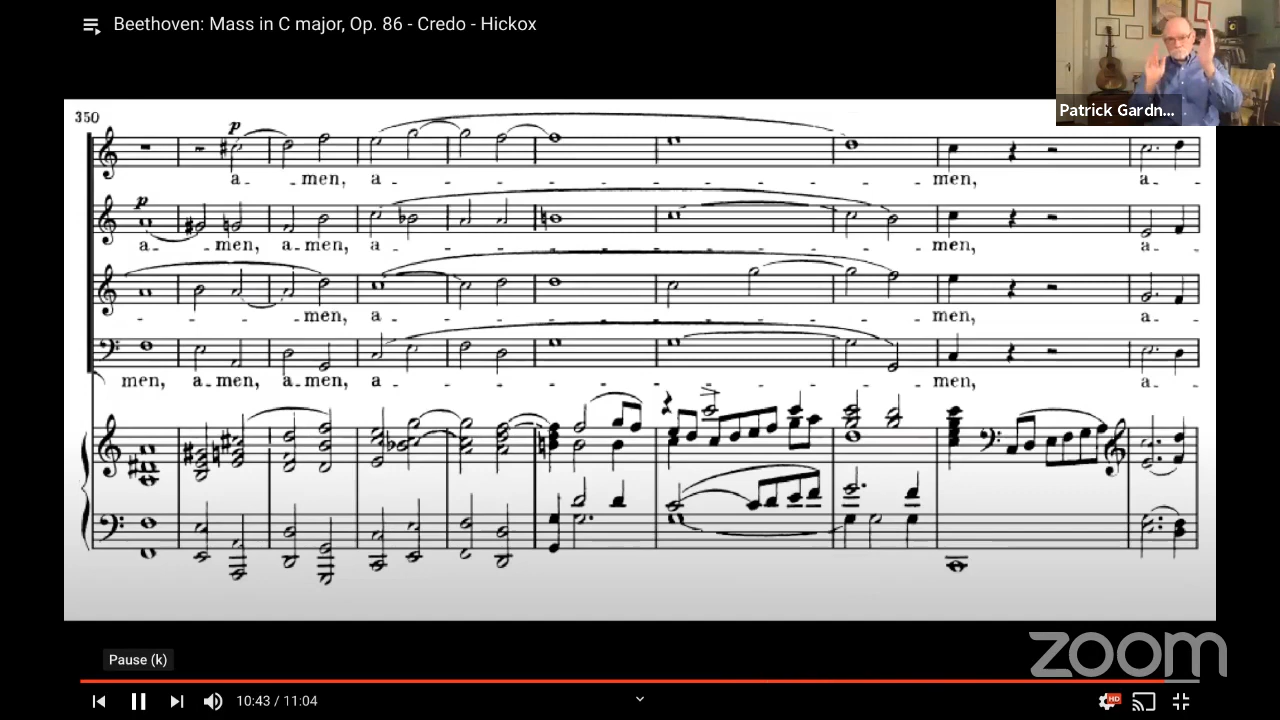 Beethoven: Mass in C major, Op. 86 - Credo - Hickox
Patrick Gardn...
350
p
a - - men, a - - - - - - - - men, a -
p
a - - men, a - men, a - - - - - - - - men, a -
- - - - men, a - - - - - - - - men, a -
men, a - men, a - men, a - - - - - - - - men, a -
zoom
Pause (k)
10:43 / 11:04
HD